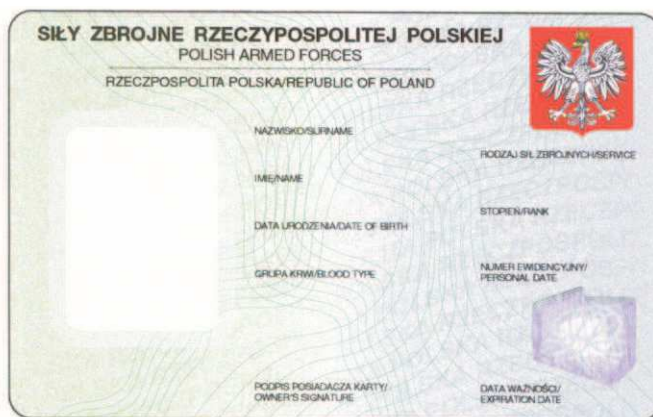 SIŁY ZBROJNE RZECZYPOSPOLITEJ POLSKIEJ
POLISH ARMED FORCES
RZECZPOSPOLITA POLSKA/REPUBLIC OF POLAND
NAZWISKO/SURNAME
RODZAJ SIŁ ZBROJNYCH/SERVICE
IMIĘ/NAME
STOPIEŃ/RANK
DATA URODZENIA/DATE OF BIRTH
GRUPA KRWI/BLOOD TYPE
NUMER EWIDENCYJNY/
PERSONAL DATE
PODPIS POSIADACZA KARTY/
OWNER'S SIGNATURE
DATA WAŻNOŚCI/
EXPIRATION DATE